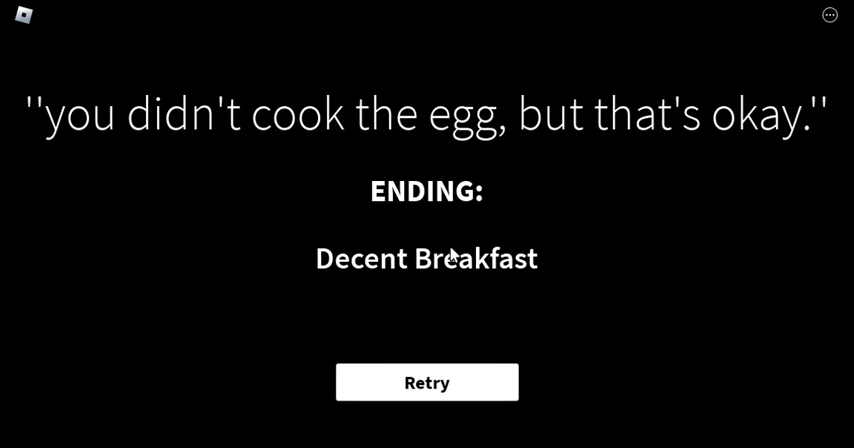 ''you didn't cook the egg, but that's okay.''
ENDING:
Decent Breakfast
Retry